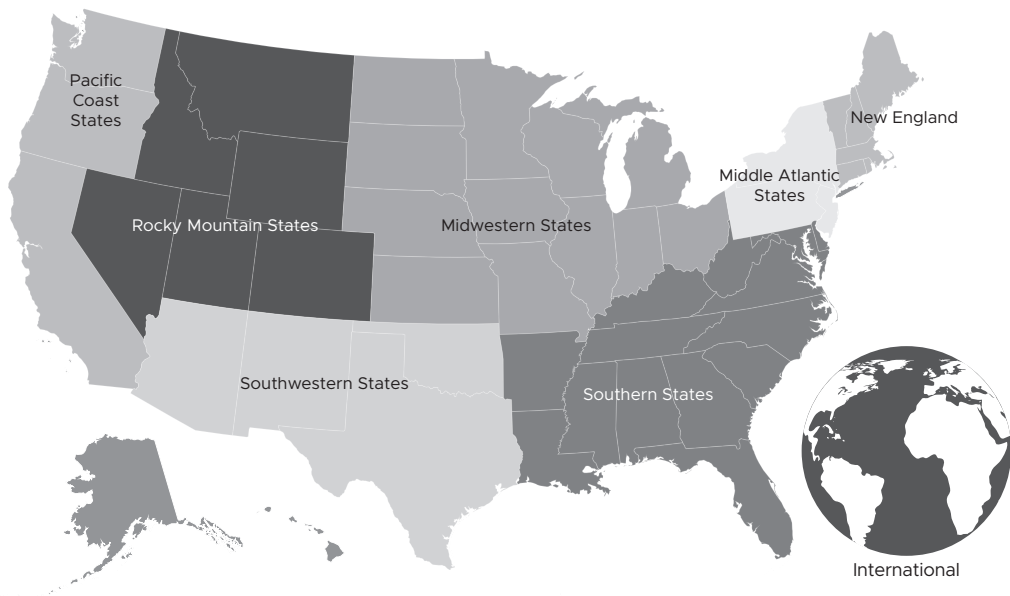 Pacific
Coast
States
New England
Middle Atlantic
States
Rocky Mountain States
Midwestern States
Southwestern States
Southern States
International